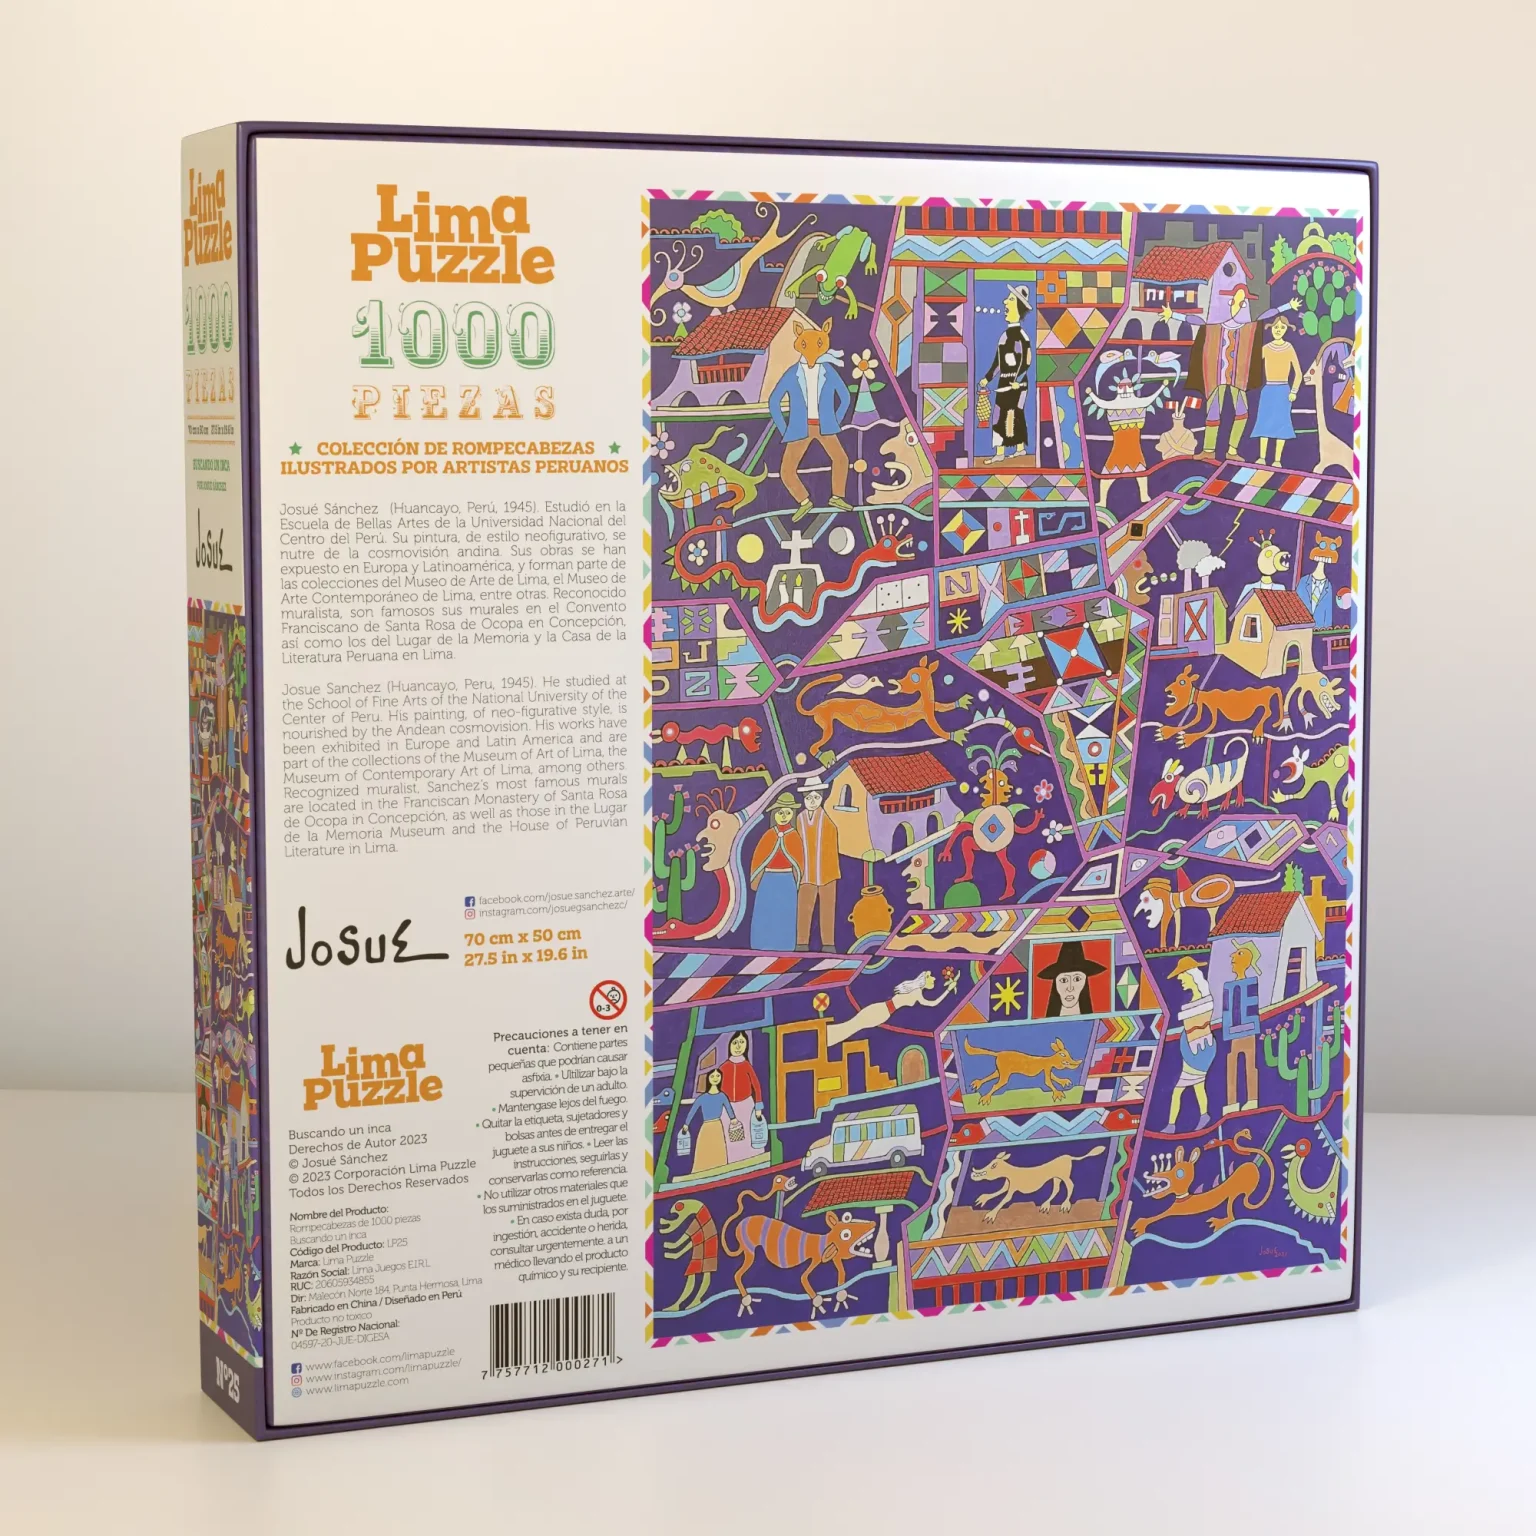 Lima
Puzzle
1000
PIEZAS
BUSCANDO UN INCA
POR JOSUÉ SÁNCHEZ
JOSUE
Nº25
Lima
Puzzle
1000
PIEZAS
COLECCIÓN DE ROMPECABEZAS
ILUSTRADOS POR ARTISTAS PERUANOS
Josué Sánchez (Huancayo, Perú, 1945). Estudió en la
Escuela de Bellas Artes de la Universidad Nacional del
Centro del Perú. Su pintura, de estilo neofigurativo, se
nutre de la cosmovisión andina. Sus obras se han
expuesto en Europa y Latinoamérica, y forman parte de
las colecciones del Museo de Arte de Lima, el Museo de
Arte Contemporáneo de Lima, entre otras. Reconocido
muralista, son famosos sus murales en el Convento
Franciscano de Santa Rosa de Ocopa en Concepción,
así como los del Lugar de la Memoria y la Casa de la
Literatura Peruana en Lima.
Josue Sanchez (Huancayo, Peru, 1945). He studied at
the School of Fine Arts of the National University of the
Center of Peru. His painting, of neo-figurative style, is
nourished by the Andean cosmovision. His works have
been exhibited in Europe and Latin America and are
part of the collections of the Museum of Art of Lima, the
Museum of Contemporary Art of Lima, among others.
Recognized muralist, Sanchez's most famous murals
are located in the Franciscan Monastery of Santa Rosa
de Ocopa in Concepción, as well as those in the Lugar
de la Memoria Museum and the House of Peruvian
Literature in Lima.
JOSUE
facebook.com/josue.sanchez.arte/
instagram.com/josuegsanchezc/
70 cm x 50 cm
27.5 in x 19.6 in
0-3
Precauciones a tener en
cuenta: Contiene partes
pequeñas que podrían causar
asfixia. • Utilizar bajo la
supervición de un adulto.
• Mantengase lejos del fuego.
• Quitar la etiqueta, sujetadores y
bolsas antes de entregar el
juguete a sus niños. • Leer las
instrucciones, seguirlas y
conservarlas como referencia.
• No utilizar otros materiales que
los suministrados en el juguete.
• En caso exista duda, por
ingestión, accidente o herida,
consultar urgentemente. a un
médico llevando el producto
químico y su recipiente.
Lima
Puzzle
Buscando un inca
Derechos de Autor 2023
© Josué Sánchez
© 2023 Corporación Lima Puzzle
Todos los Derechos Reservados
Nombre del Producto:
Rompecabezas de 1000 piezas
Buscando un inca
Código del Producto: LP25
Marca: Lima Puzzle
Razón Social: Lima Juegos E.I.R.L
RUC: 20605934855
Dir: Malecón Norte 184, Punta Hermosa, Lima
Fabricado en China / Diseñado en Perú
Producto no toxico
Nº De Registro Nacional:
04597-20-JUE-DIGESA
www.facebook.com/limapuzzle
www.instagram.com/limapuzzle/
www.limapuzzle.com
7 757712 000271 >